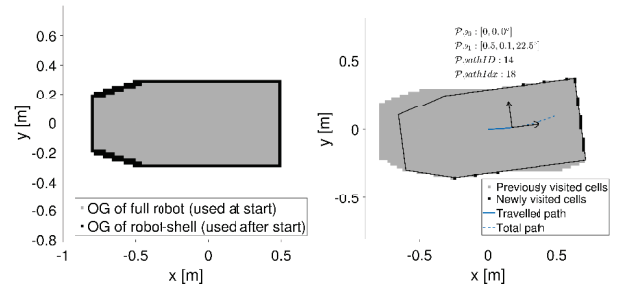 0.6
0.4
0.2
0
-0.2
-0.4
-0.6
-0.8
y [m]
OG of full robot (used at start)
OG of robot-shell (used after start)
-1
-0.5
0
0.5
x [m]
P.v₀ : [0, 0.0°]
P.v₁ : [0.5, 0.1, 22.5°]
P.pathID : 14
P.pathIdx : 18
0.5
0
-0.5
y [m]
Previously visited cells
Newly visited cells
Travelled path
Total path
-0.5
0
0.5
x [m]